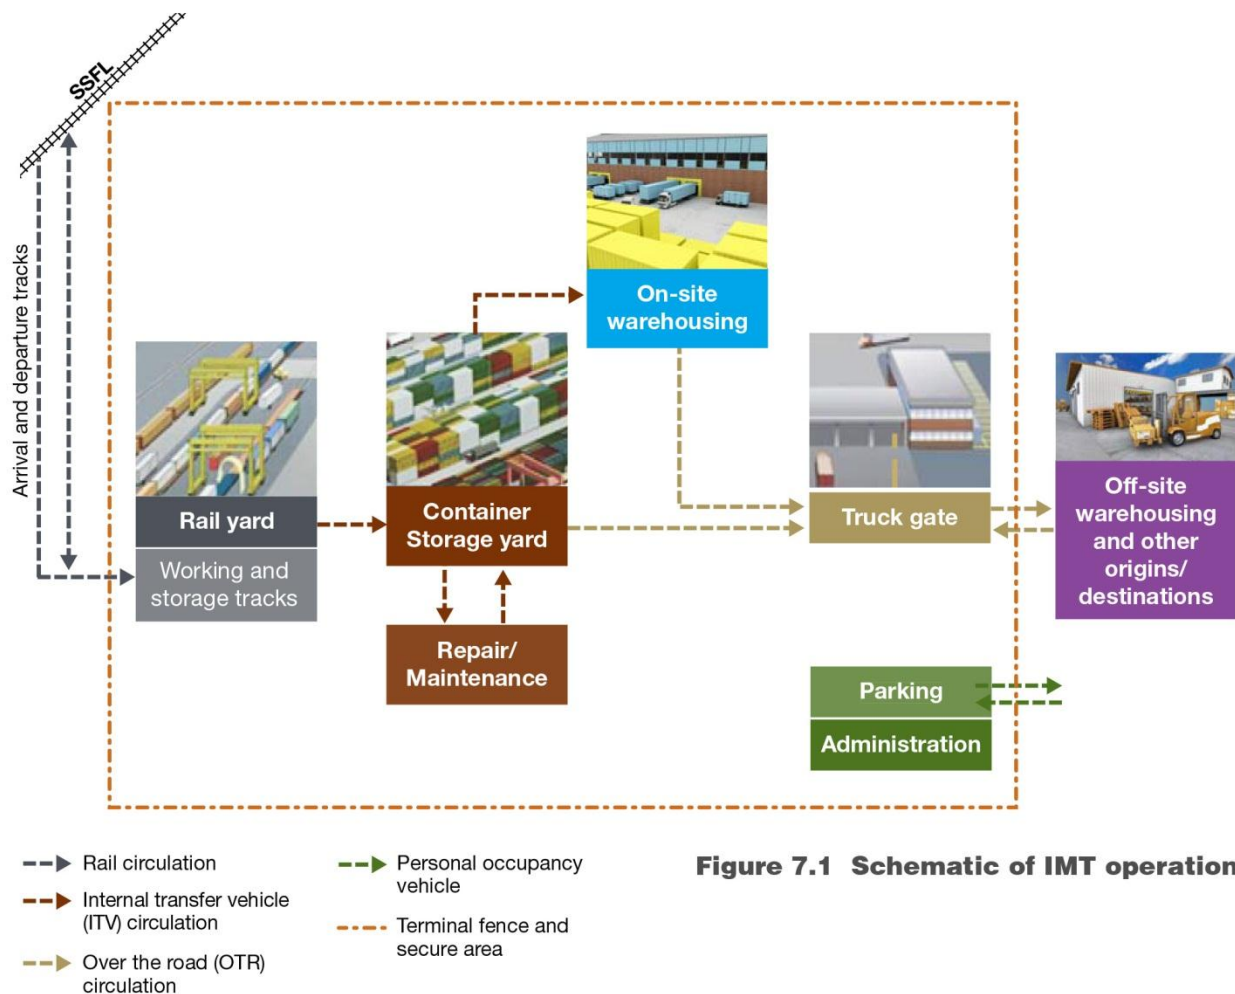 SSFL
Arrival and departure tracks
On-site
warehousing
Rail yard
Working and
storage tracks
Container
Storage yard
Repair/
Maintenance
Truck gate
Off-site
warehousing
and other
origins/
destinations
Parking
Administration
Rail circulation
Internal transfer vehicle
(ITV) circulation
Over the road (OTR)
circulation
Personal occupancy
vehicle
Terminal fence and
secure area
Figure 7.1 Schematic of IMT operation